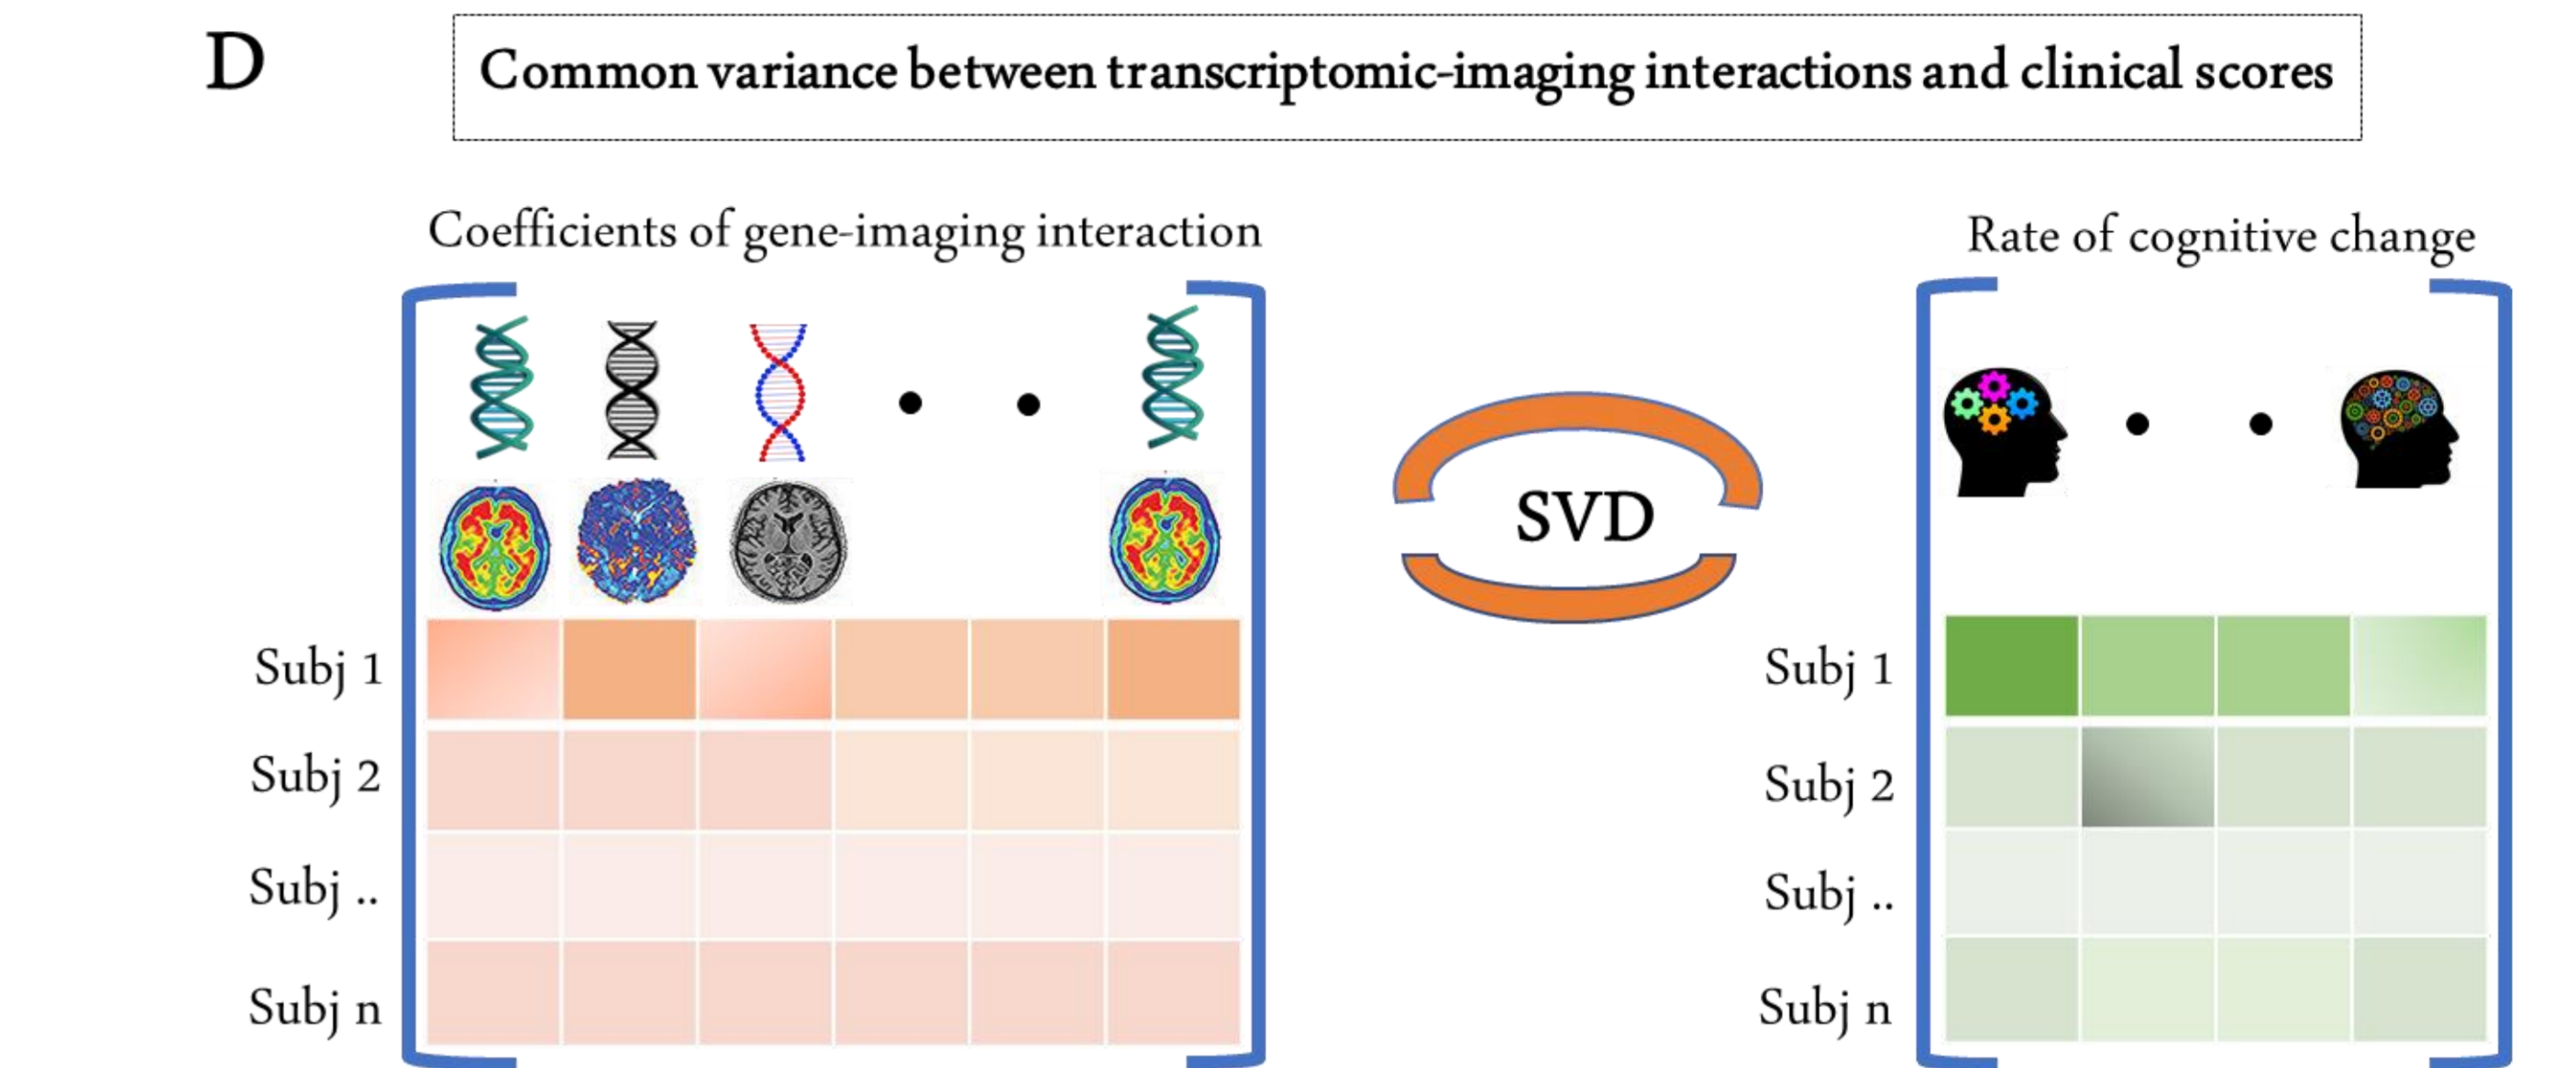 D
Common variance between transcriptomic-imaging interactions and clinical scores
Coefficients of gene-imaging interaction
Rate of cognitive change
SVD
Subj 1
Subj 2
Subj ..
Subj n
Subj 1
Subj 2
Subj ..
Subj n